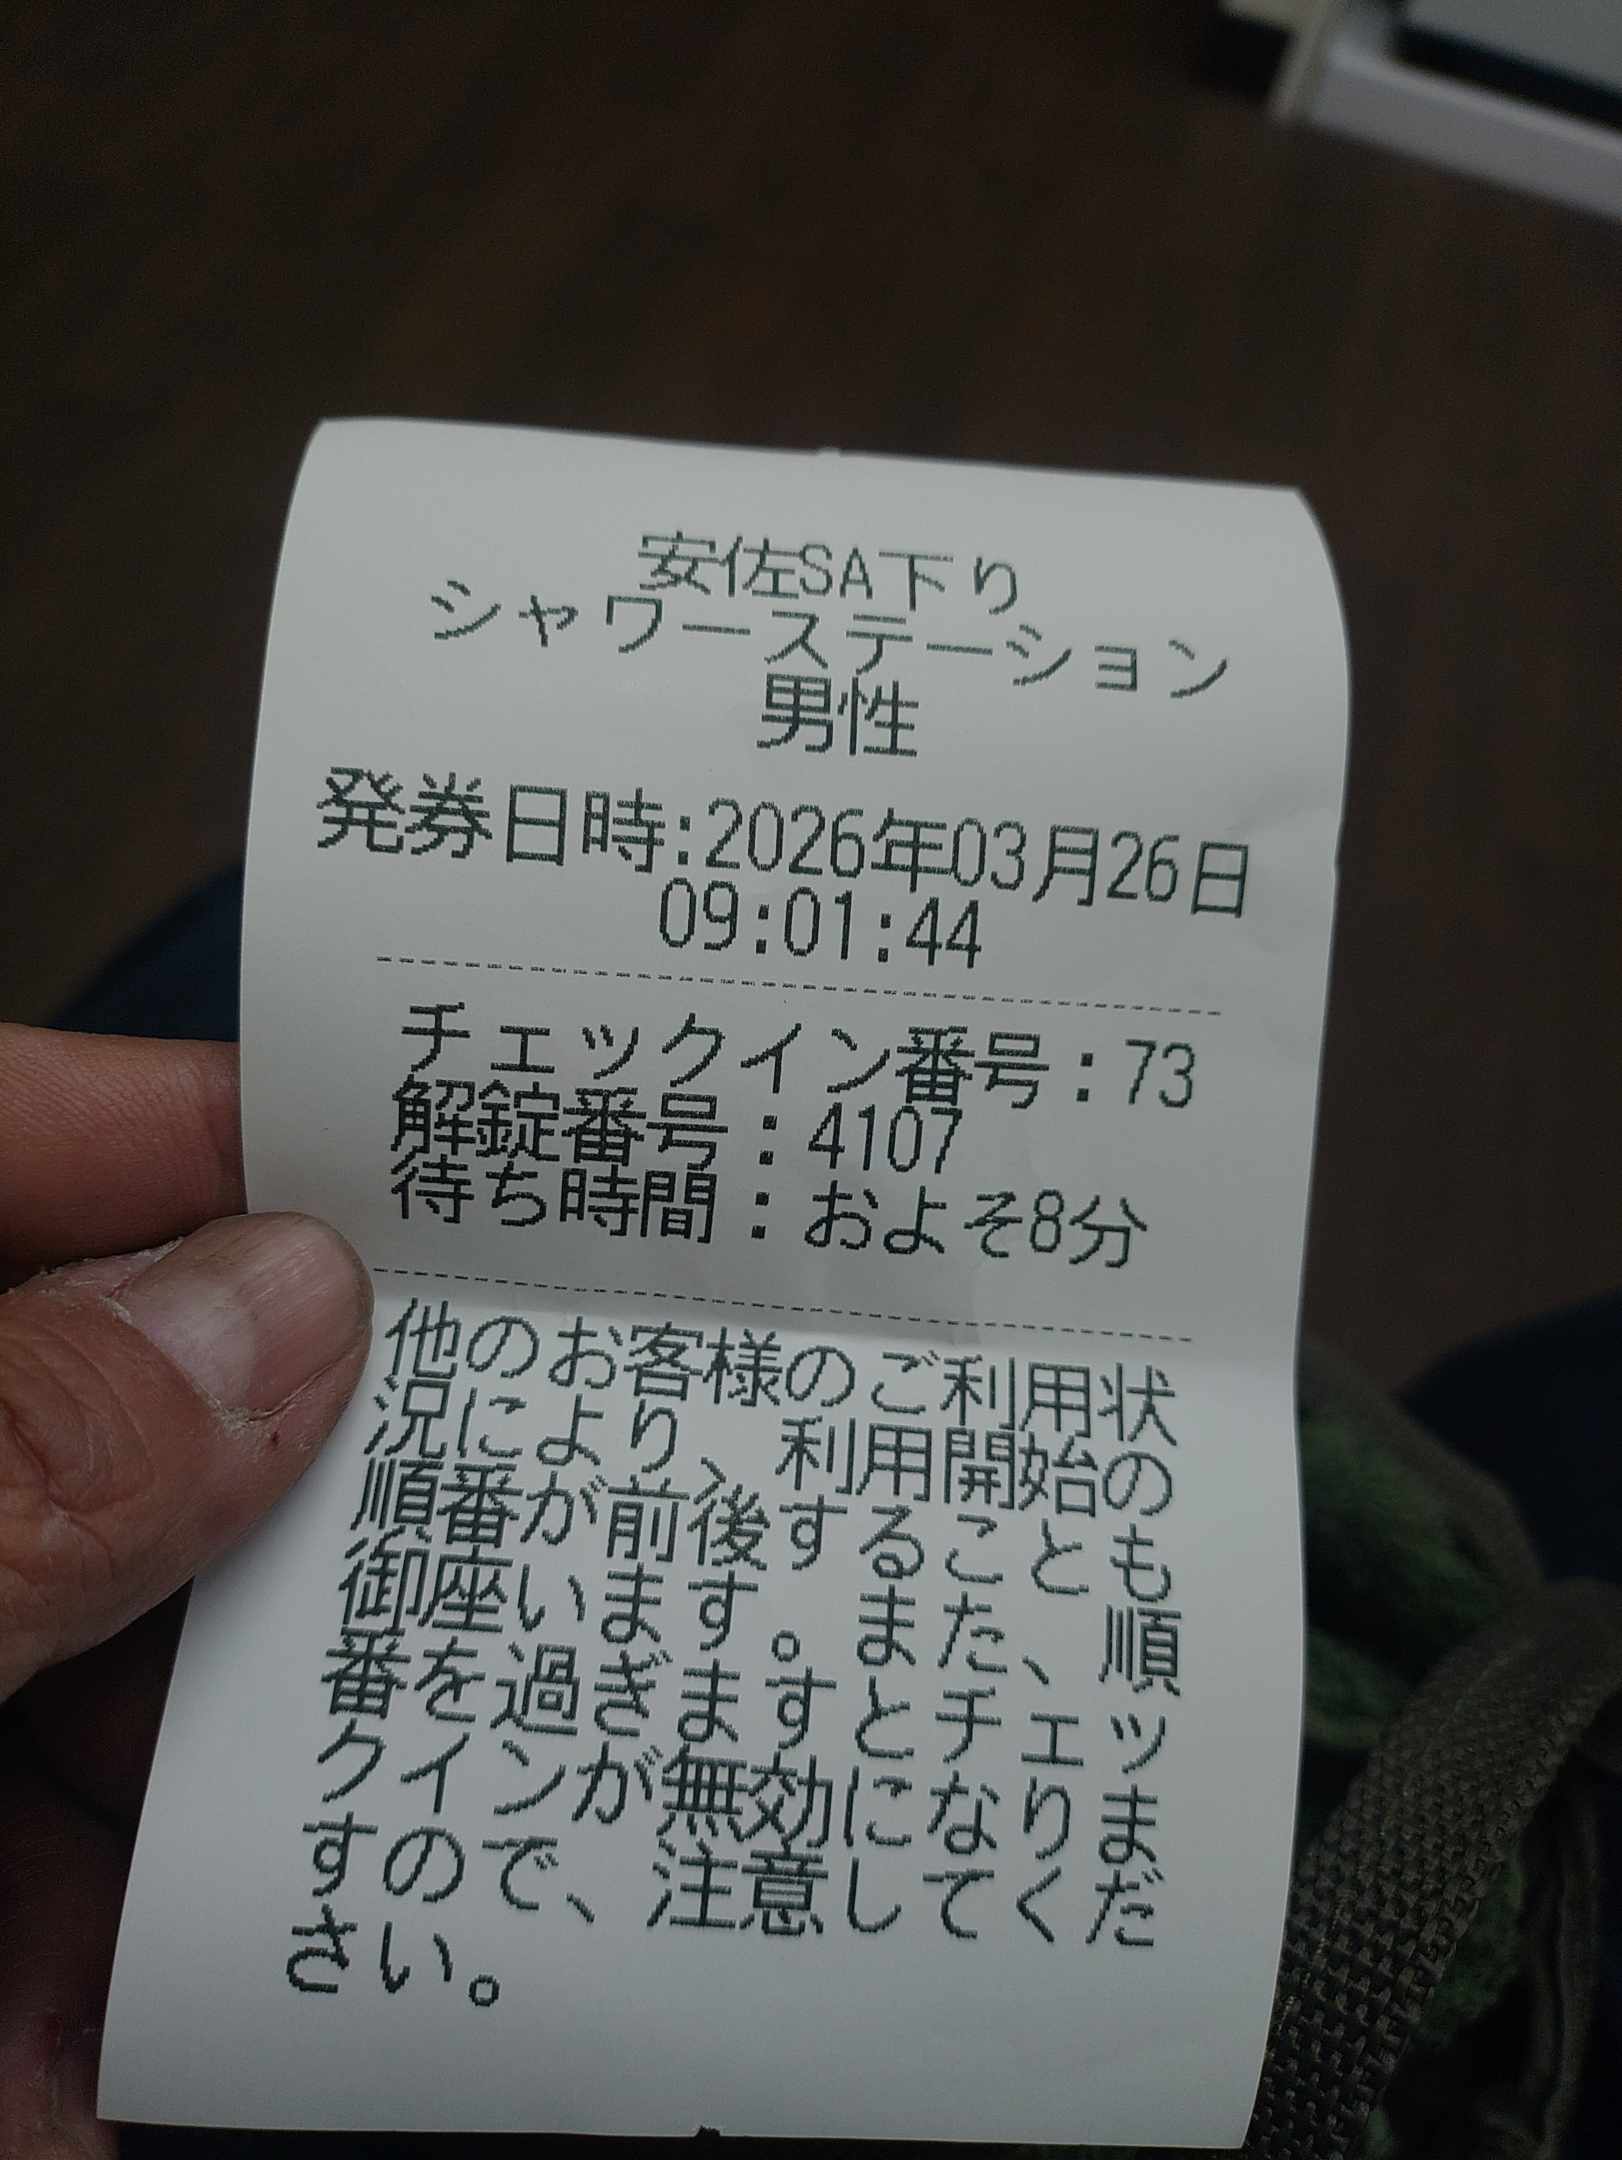 安佐SA下り
シャワーステーション
男性
発券日時:2026年03月26日
09:01:44
チェックイン番号：73
解錠番号：4107
待ち時間：およそ8分
他のお客様のご利用状
況により、利用開始の
順番が前後することも
御座います。また、順
番を過ぎますとチェッ
クインが無効になりま
すので、注意してくだ
さい。